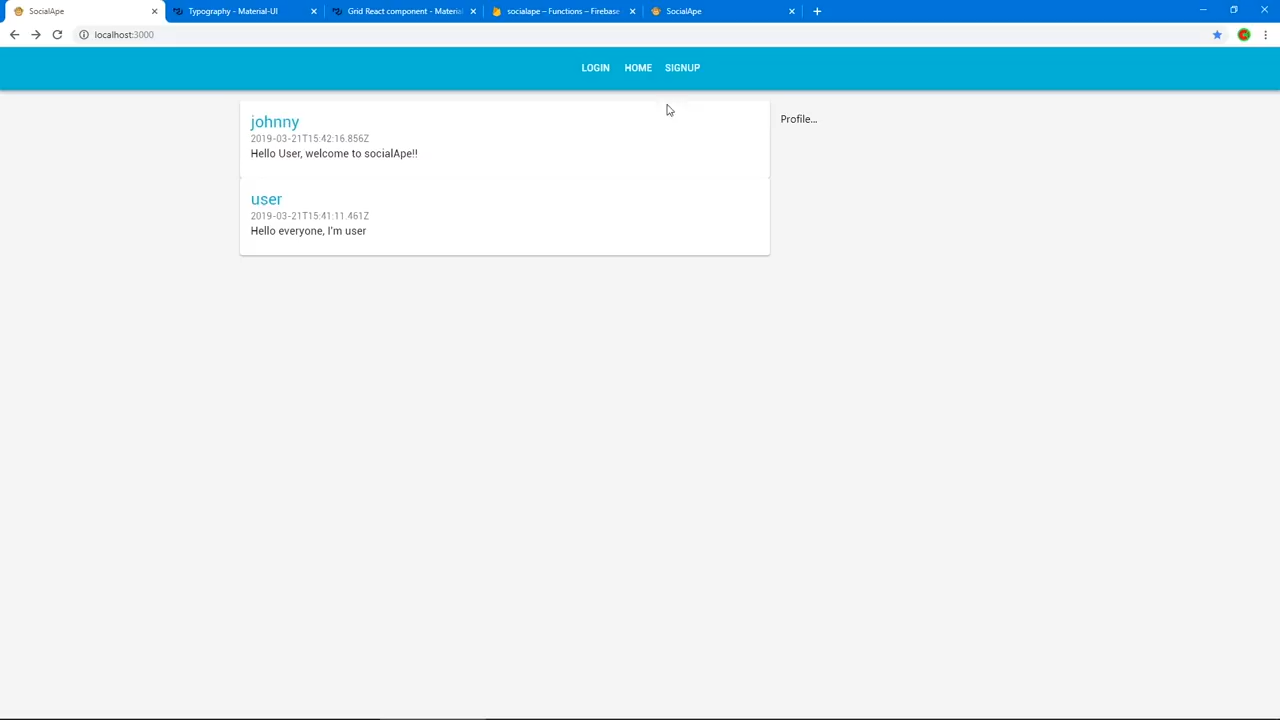 SocialApe
Typography - Material-UI
Grid React component - Material
socialape – Functions – Firebase
SocialApe
localhost:3000
LOGIN HOME SIGNUP
johnny
2019-03-21T15:42:16.856Z
Hello User, welcome to socialApe!!
Profile...
user
2019-03-21T15:41:11.461Z
Hello everyone, I'm user